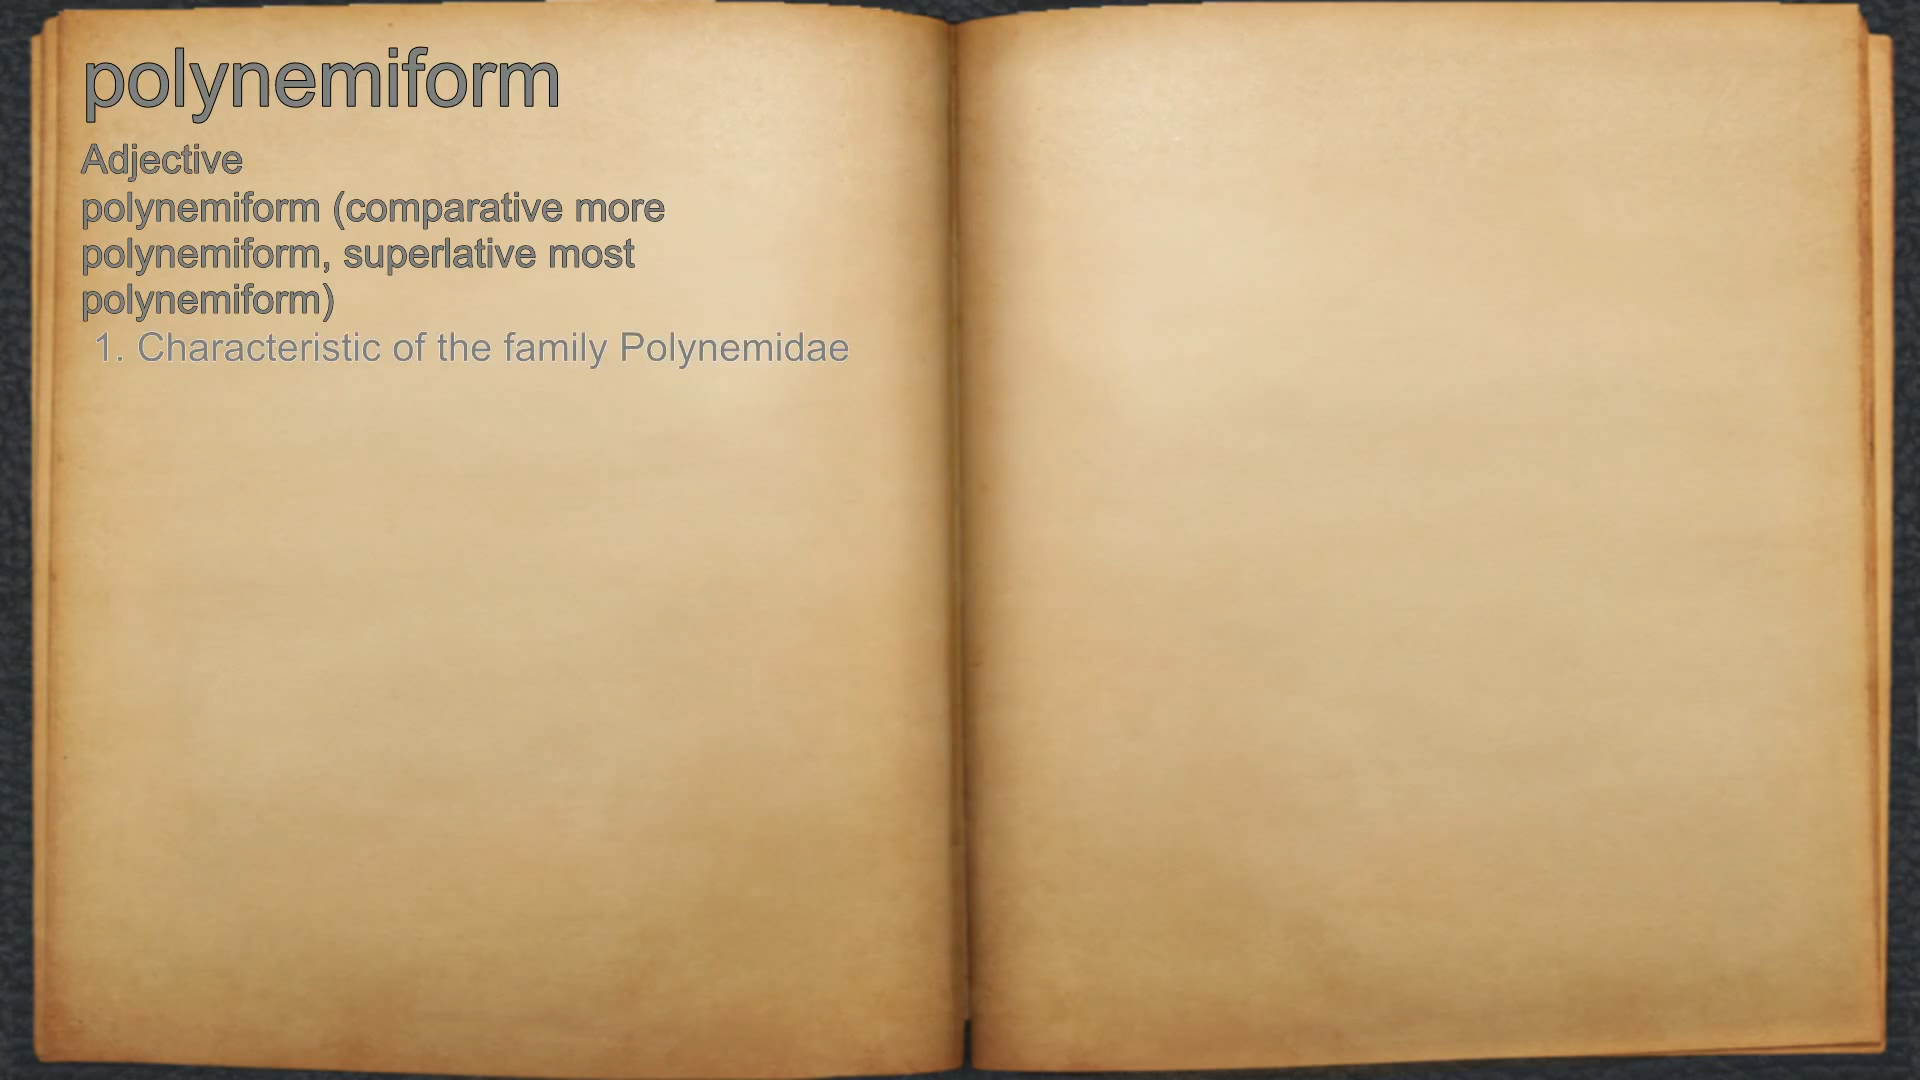 polynemiform
Adjective
polynemiform (comparative more
polynemiform, superlative most
polynemiform)
1. Characteristic of the family Polynemidae